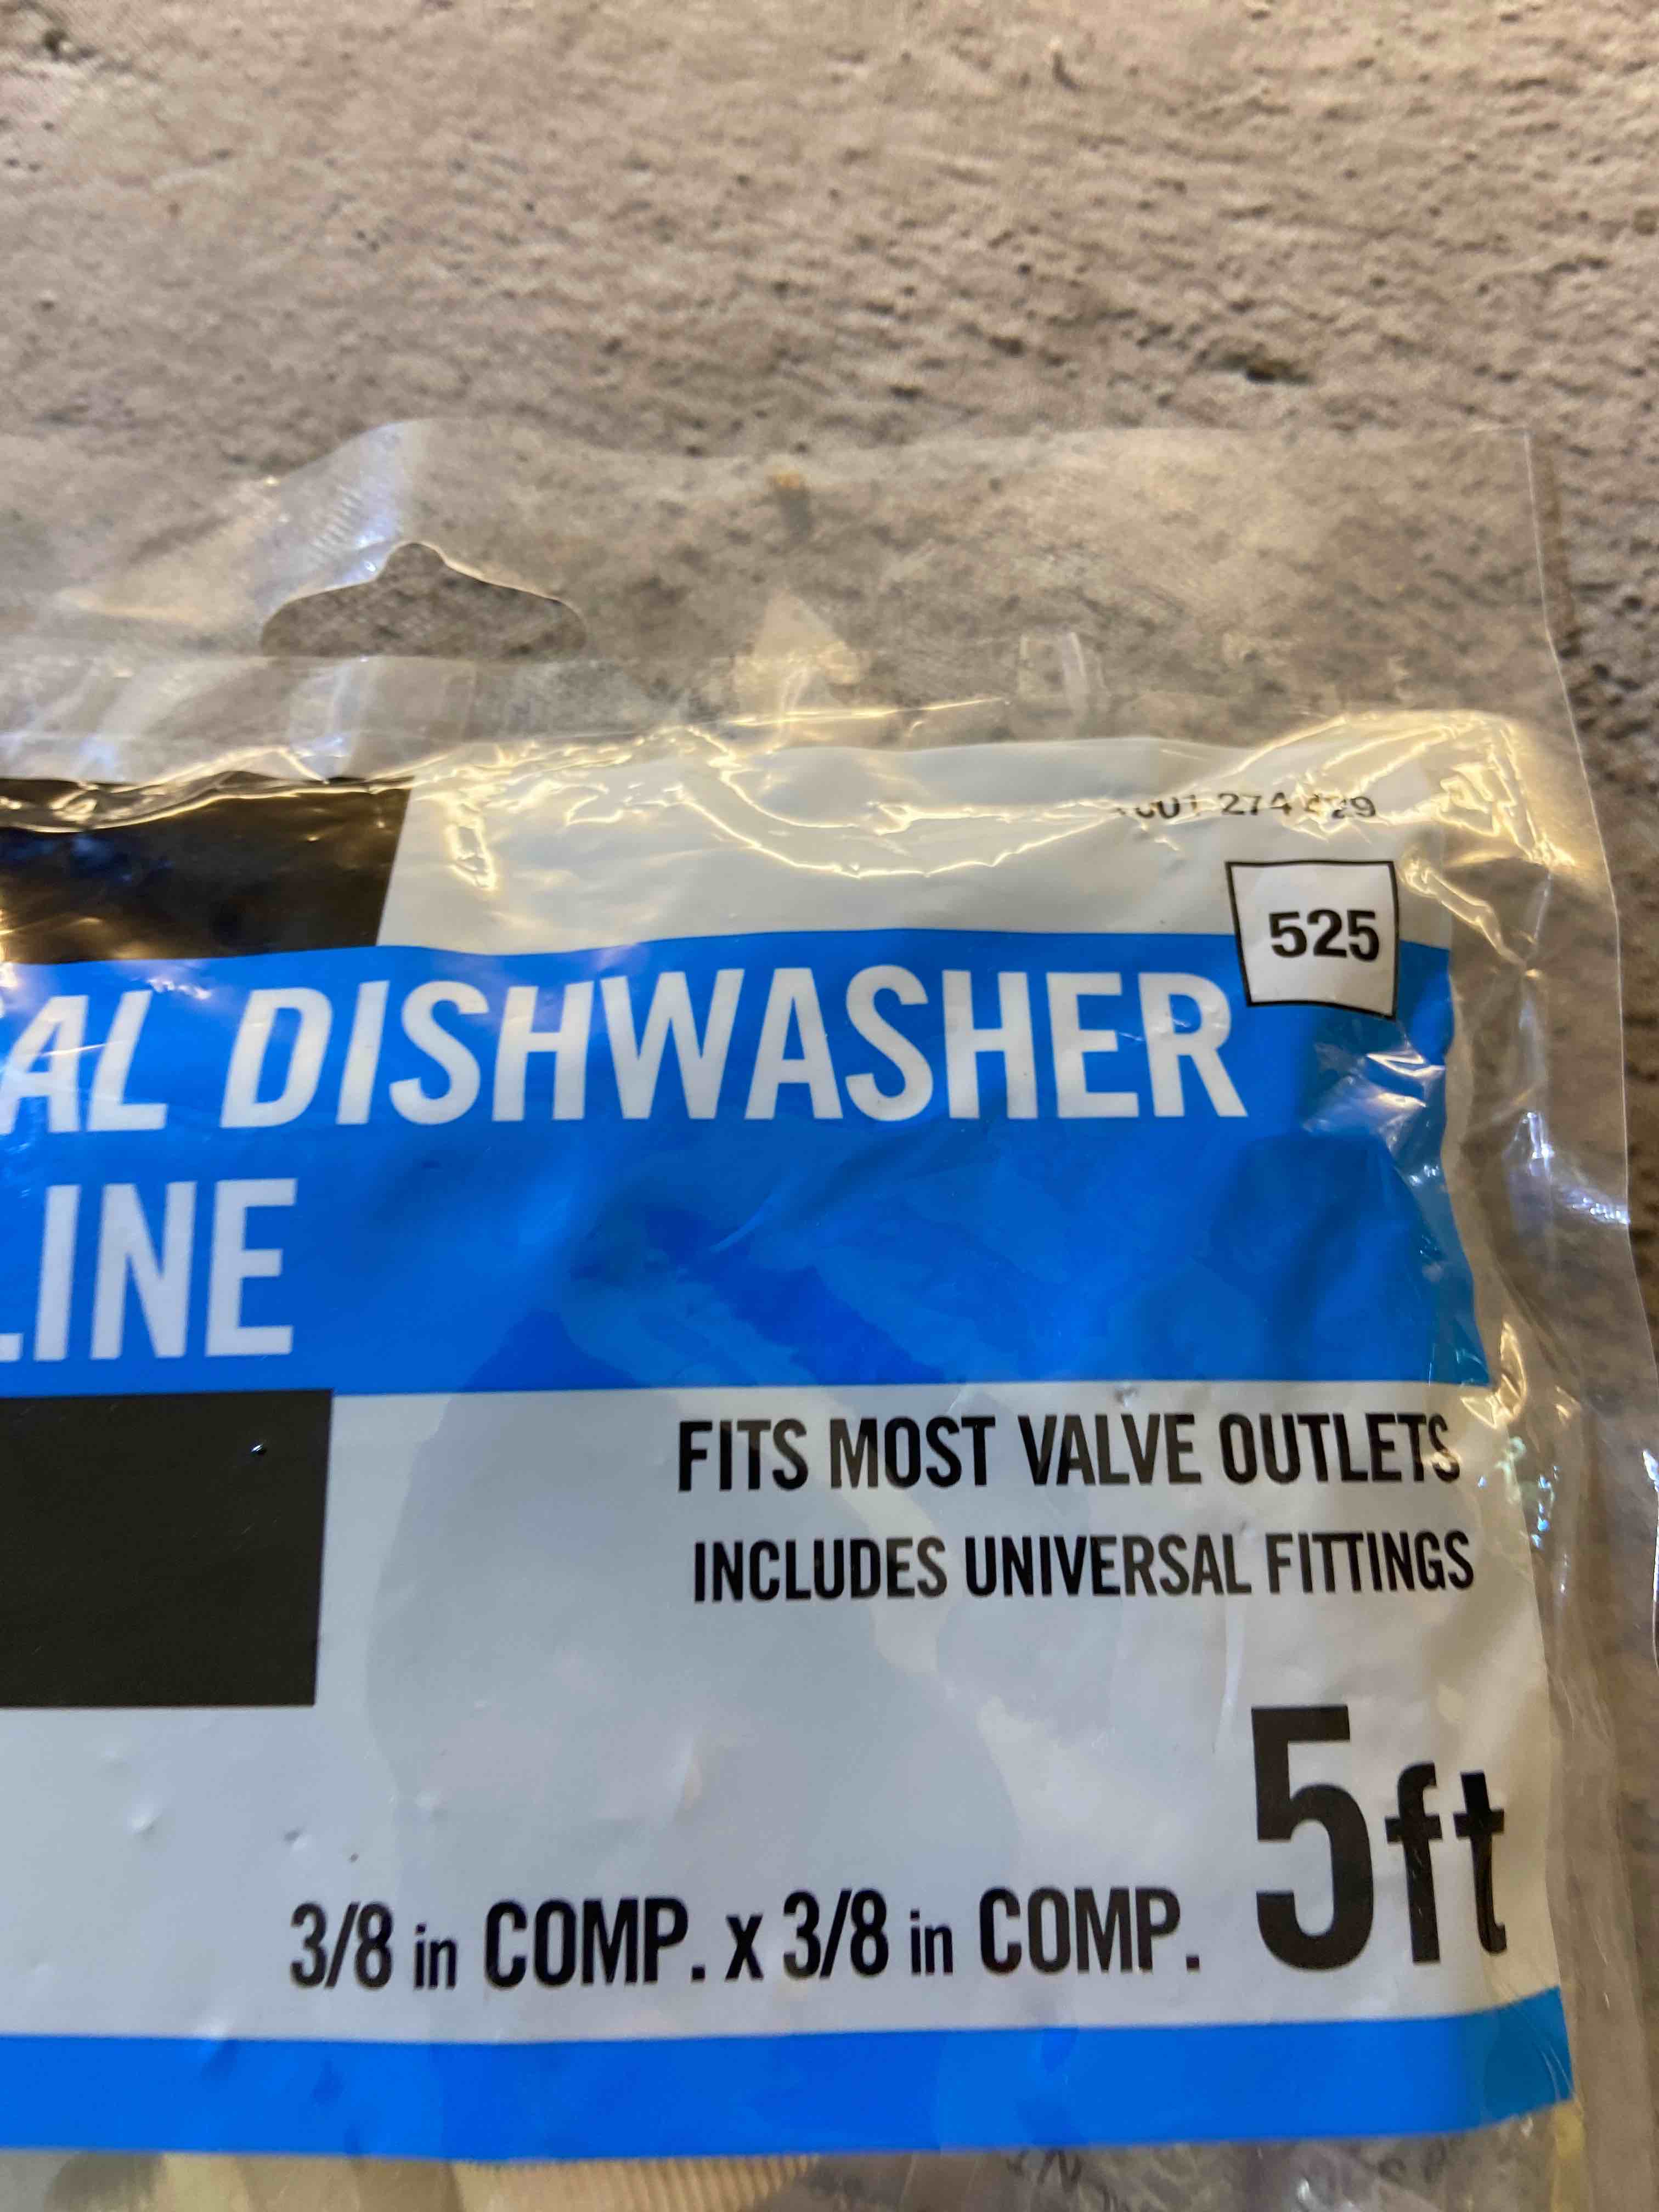 274
525
AL DISHWASHER
LINE
FITS MOST VALVE OUTLETS
INCLUDES UNIVERSAL FITTINGS
5ft
3/8 in COMP. x 3/8 in COMP.